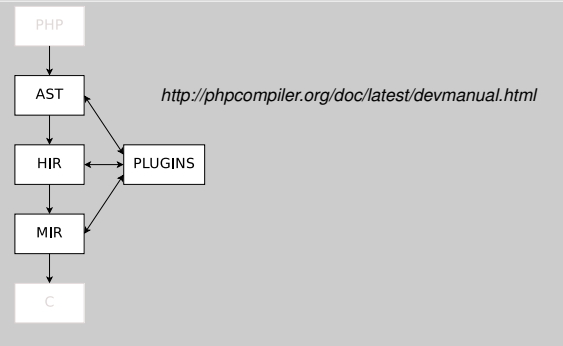 PHP
AST
http://phpcompiler.org/doc/latest/devmanual.html
HIR
PLUGINS
MIR
C